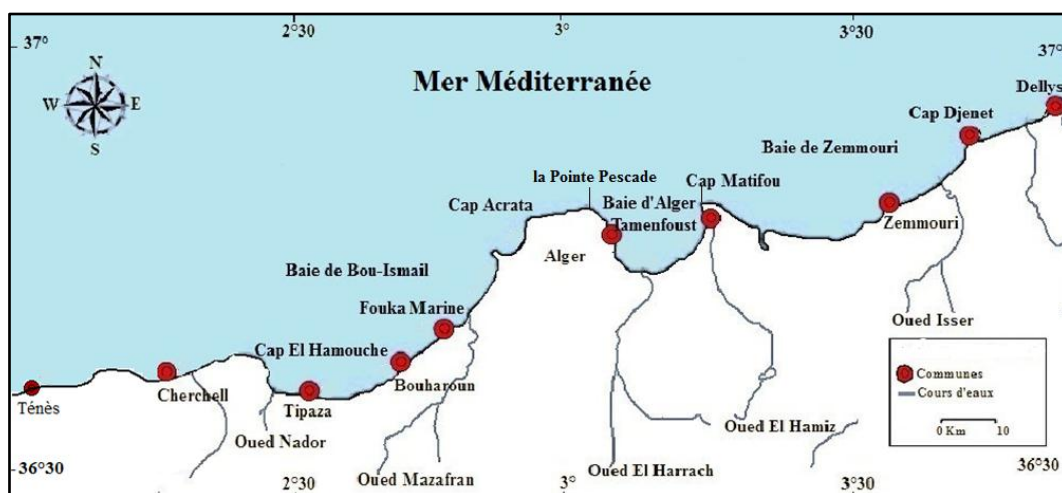 2°30
3°
3°30
37°
37°
N
W
E
S
Mer Méditerranée
Dellys
Cap Djenet
Baie de Zemmouri
la Pointe Pescade
Cap Matifou
Baie d'Alger
Cap Acrata
Tamenfoust
Zemmouri
Alger
Baie de Bou-Ismail
Fouka Marine
Oued Isser
Cap El Hamouche
Bouharoun
Cherchell
Ténès
Tipaza
Communes
Cours d'eaux
0 Km
10
Oued El Hamiz
Oued Nador
Oued Mazafran
Oued El Harrach
36°30
36°30
2°30
3°
3°30